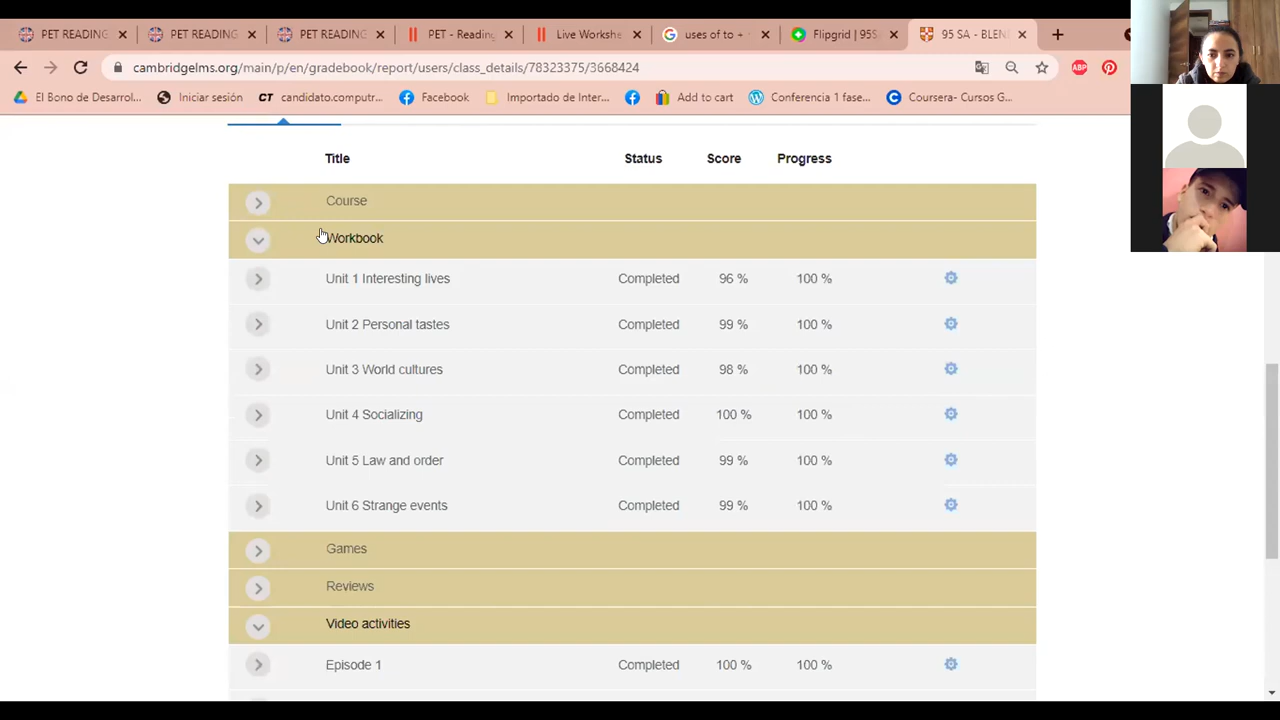 PET READING PET READING PET READING PET - Reading Live Workshe uses of to + Flipgrid | 95S 95 SA - BLEN
cambridgelms.org/main/p/en/gradebook/report/users/class_details/78323375/3668424 ABP
El Bono de Desarrol... Iniciar sesión CT candidato.computr... Facebook Importado de Inter... Add to cart Conferencia 1 fase... C Coursera- Cursos G...
Title Status Score Progress
Course
Workbook
Unit 1 Interesting lives Completed 96 % 100 %
Unit 2 Personal tastes Completed 99 % 100 %
Unit 3 World cultures Completed 98 % 100 %
Unit 4 Socializing Completed 100 % 100 %
Unit 5 Law and order Completed 99 % 100 %
Unit 6 Strange events Completed 99 % 100 %
Games
Reviews
Video activities
Episode 1 Completed 100 % 100 %